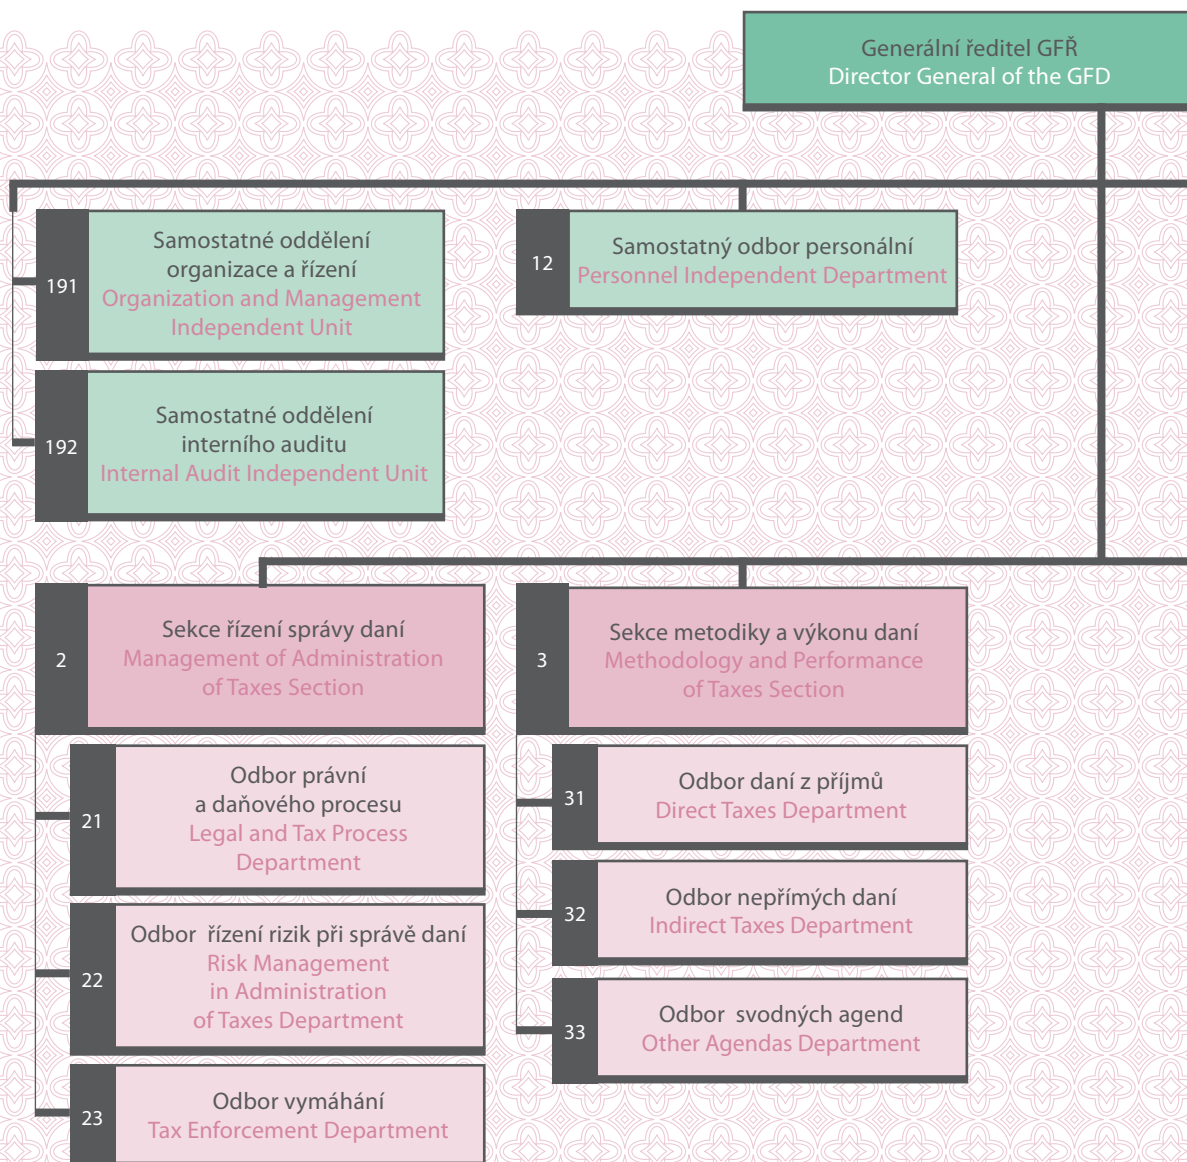 Generální ředitel GFŘ
Director General of the GFD
191
Samostatné oddělení
organizace a řízení
Organization and Management
Independent Unit
12
Samostatný odbor personální
Personnel Independent Department
192
Samostatné oddělení
interního auditu
Internal Audit Independent Unit
2
Sekce řízení správy daní
Management of Administration
of Taxes Section
3
Sekce metodiky a výkonu daní
Methodology and Performance
of Taxes Section
21
Odbor právní
a daňového procesu
Legal and Tax Process
Department
22
Odbor řízení rizik při správě daní
Risk Management
in Administration
of Taxes Department
23
Odbor vymáhání
Tax Enforcement Department
31
Odbor daní z příjmů
Direct Taxes Department
32
Odbor nepřímých daní
Indirect Taxes Department
33
Odbor svodných agend
Other Agendas Department